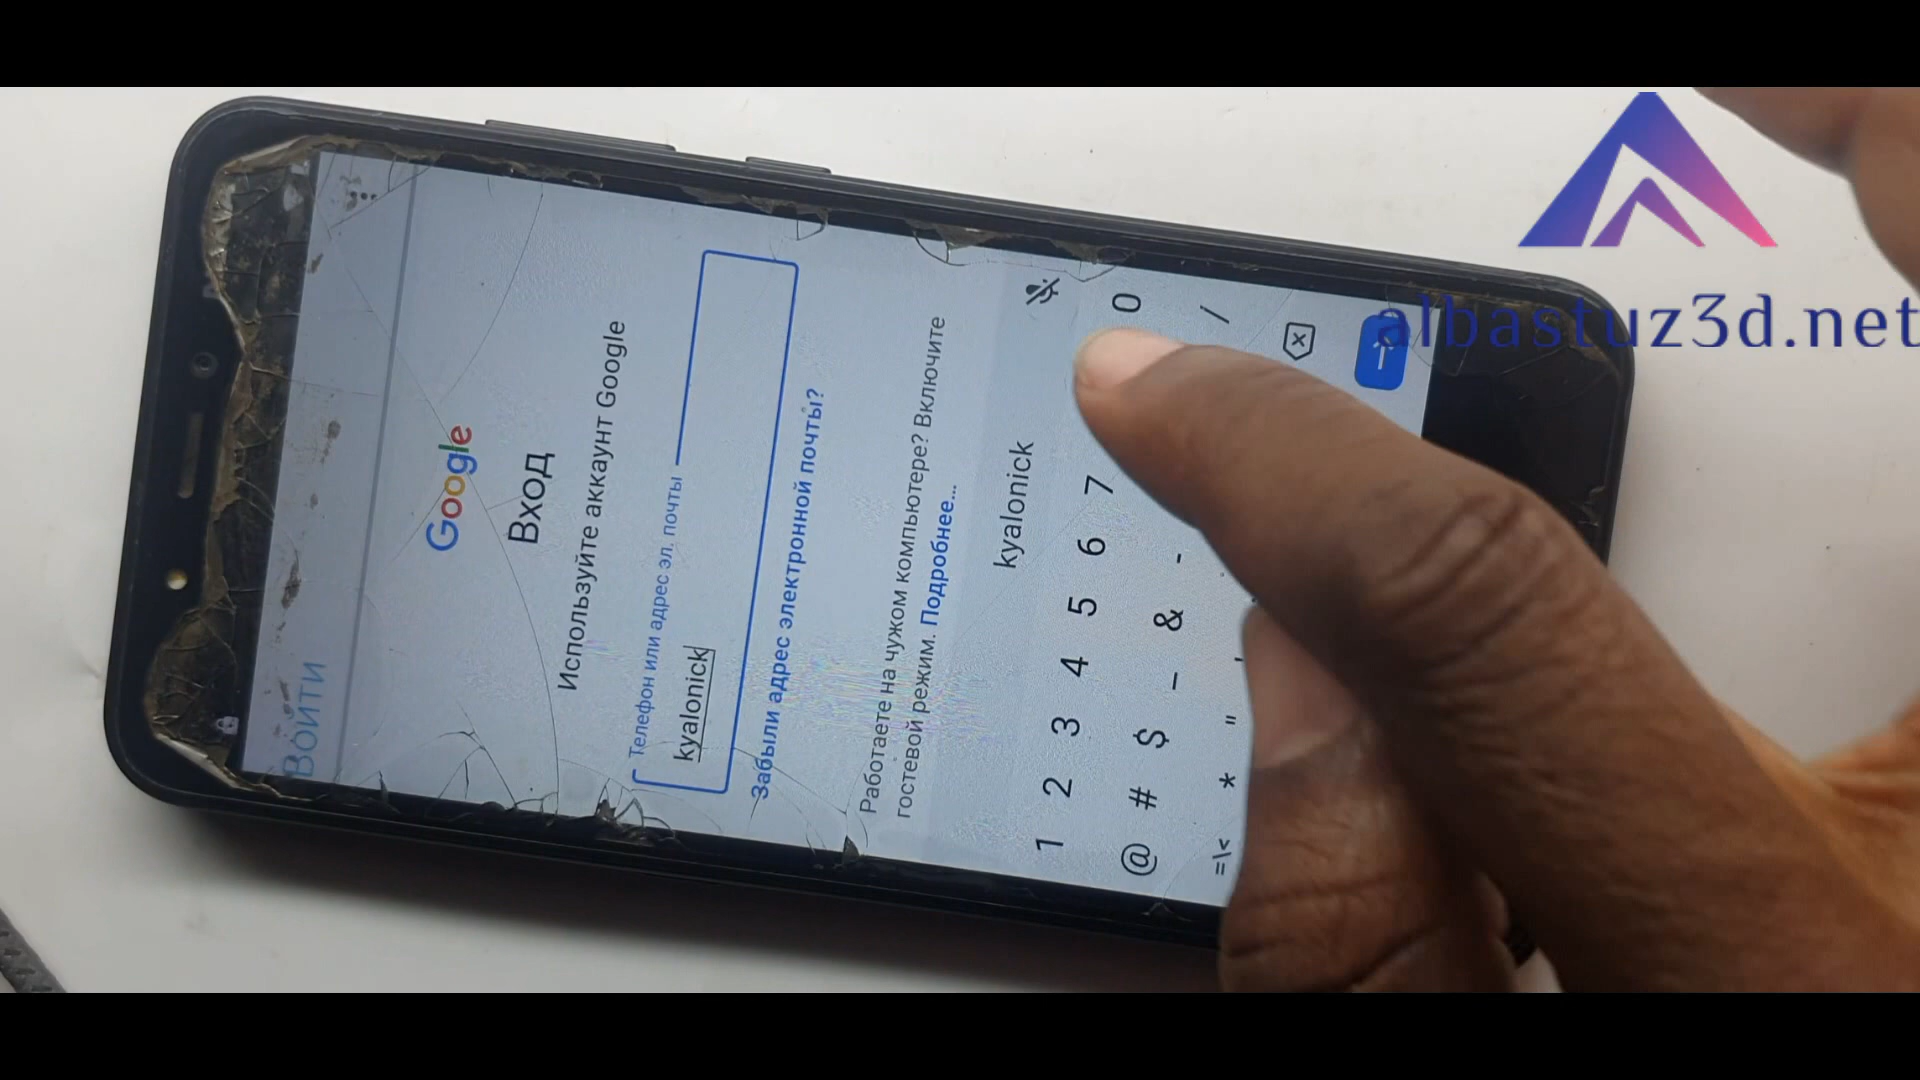 Войти
Google
Вход
Используйте аккаунт Google
Телефон или адрес эл. почты
kyalonick
Забыли адрес электронной почты?
Работаете на чужом компьютере? Включите
гостевой режим. Подробнее...
kyalonick
1 2 3 4 5 6 7 0
@ # $ _ & - /
=\< * " '
albastuz3d.net